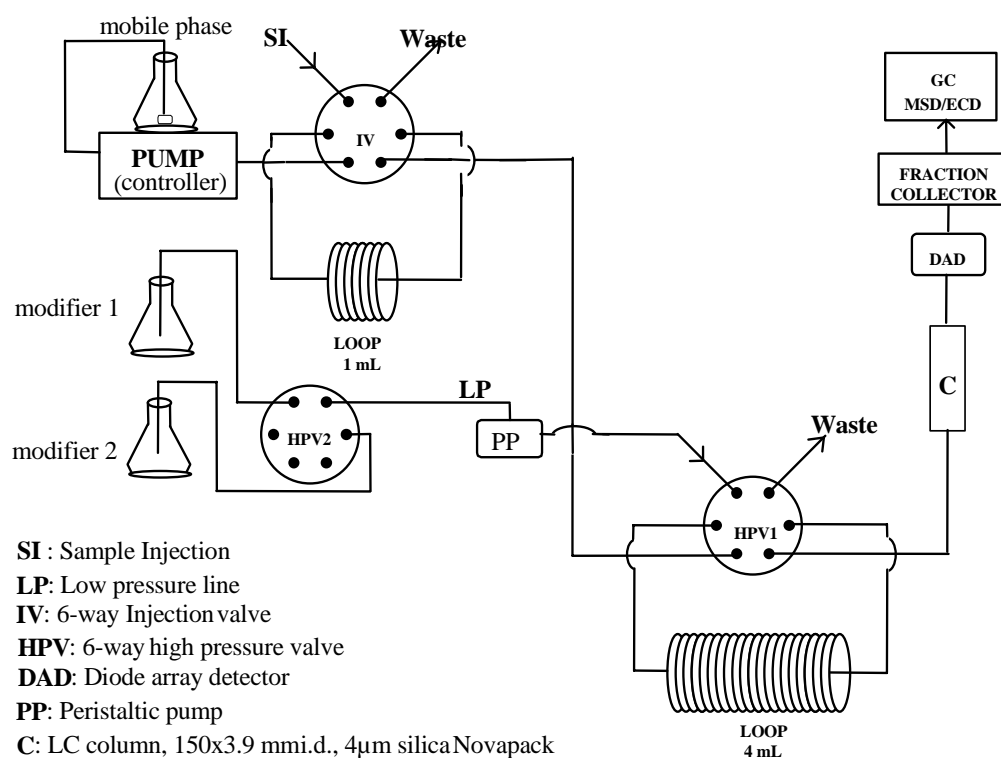 mobile phase
SI
Waste
GC
MSD/ECD
IV
PUMP
(controller)
FRACTION
COLLECTOR
DAD
modifier 1
LOOP
1 mL
LP
C
modifier 2
HPV2
PP
Waste
HPV1
SI : Sample Injection
LP: Low pressure line
IV: 6-way Injection valve
HPV: 6-way high pressure valve
DAD: Diode array detector
PP: Peristaltic pump
C: LC column, 150x3.9 mmi.d., 4µm silica Novapack
LOOP
4 mL